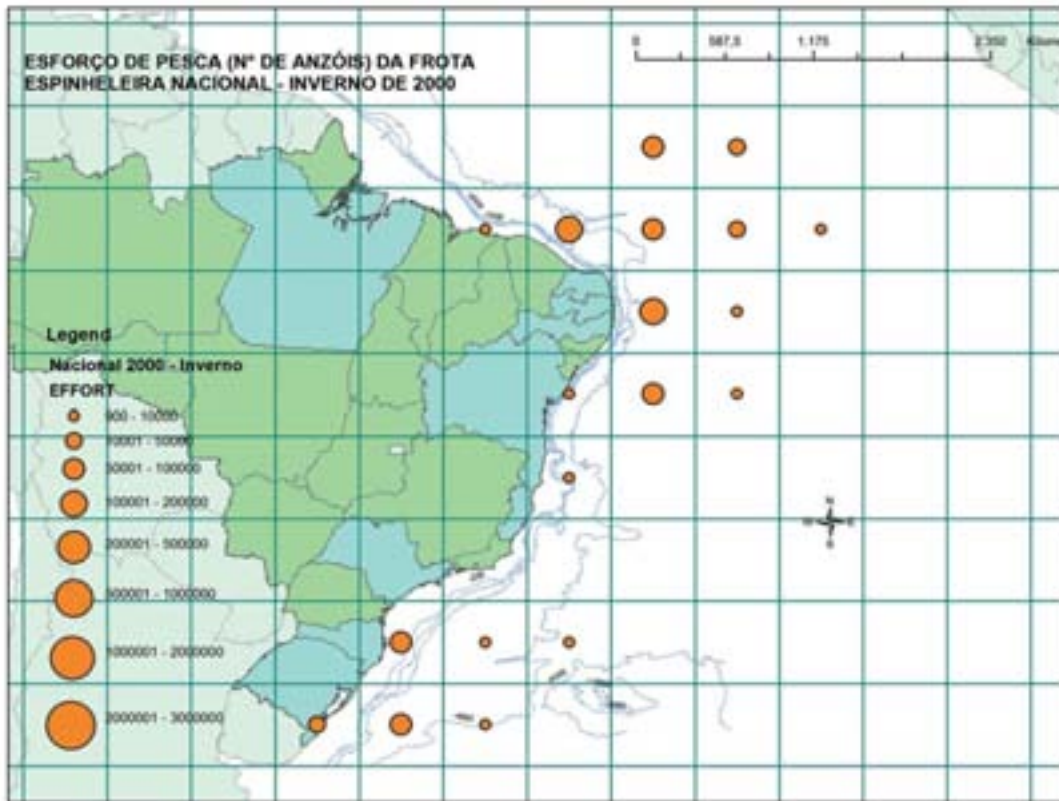 ESFORÇO DE PESCA (Nº DE ANZÓIS) DA FROTA
ESPINHELEIRA NACIONAL - INVERNO DE 2000
0 587,5 1.175 2.350
Legend
Nacional 2000 - Inverno
EFFORT
900 - 10000
10001 - 50000
50001 - 100000
100001 - 200000
200001 - 500000
500001 - 1000000
1000001 - 2000000
2000001 - 3000000
N
W E
S